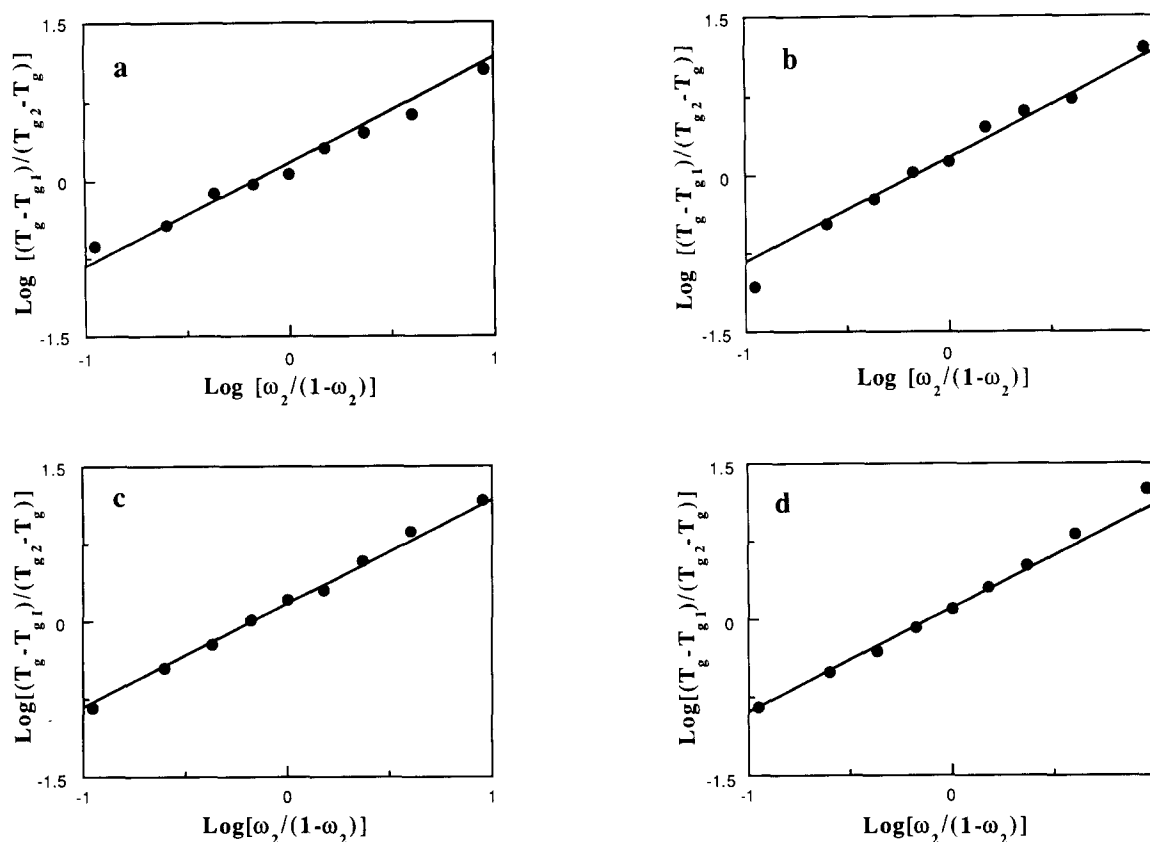 a
1.5
0
-1.5
-1
0
1
Log [(T_g - T_g1)/(T_g2 - T_g)]
Log [ω_2/(1-ω_2)]
b
1.5
0
-1.5
-1
0
Log [(T_g - T_g1)/(T_g2 - T_g)]
Log [ω_2/(1-ω_2)]
c
1.5
0
-1.5
-1
0
1
Log[(T_g - T_g1)/(T_g2 - T_g)]
Log[ω_2/(1-ω_2)]
d
1.5
0
-1.5
-1
0
Log[(T_g - T_g1)/(T_g2 - T_g)]
Log[ω_2/(1-ω_2)]